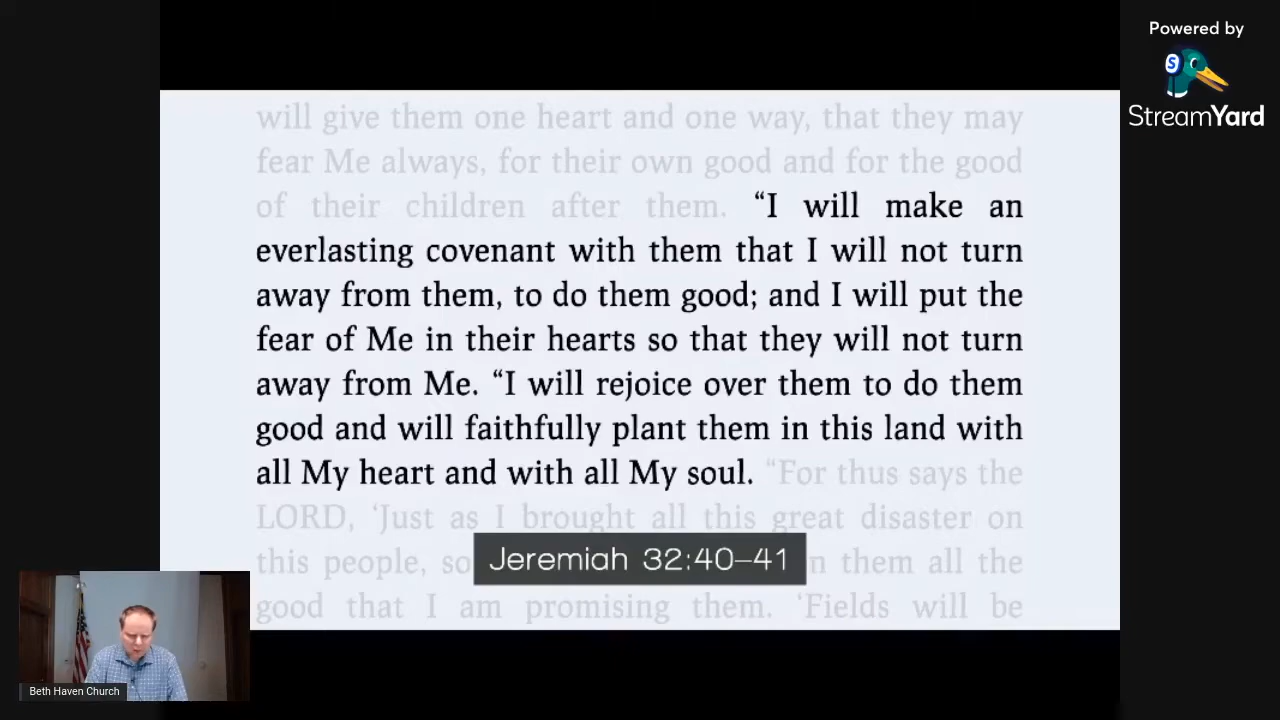 Powered by
StreamYard
will give them one heart and one way, that they may
fear Me always, for their own good and for the good
of their children after them. “I will make an
everlasting covenant with them that I will not turn
away from them, to do them good; and I will put the
fear of Me in their hearts so that they will not turn
away from Me. “I will rejoice over them to do them
good and will faithfully plant them in this land with
all My heart and with all My soul. “For thus says the
LORD, ‘Just as I brought all this great disaster on
this people, so
them all the
good that I am promising them. ‘Fields will be
Jeremiah 32:40–41
Beth Haven Church